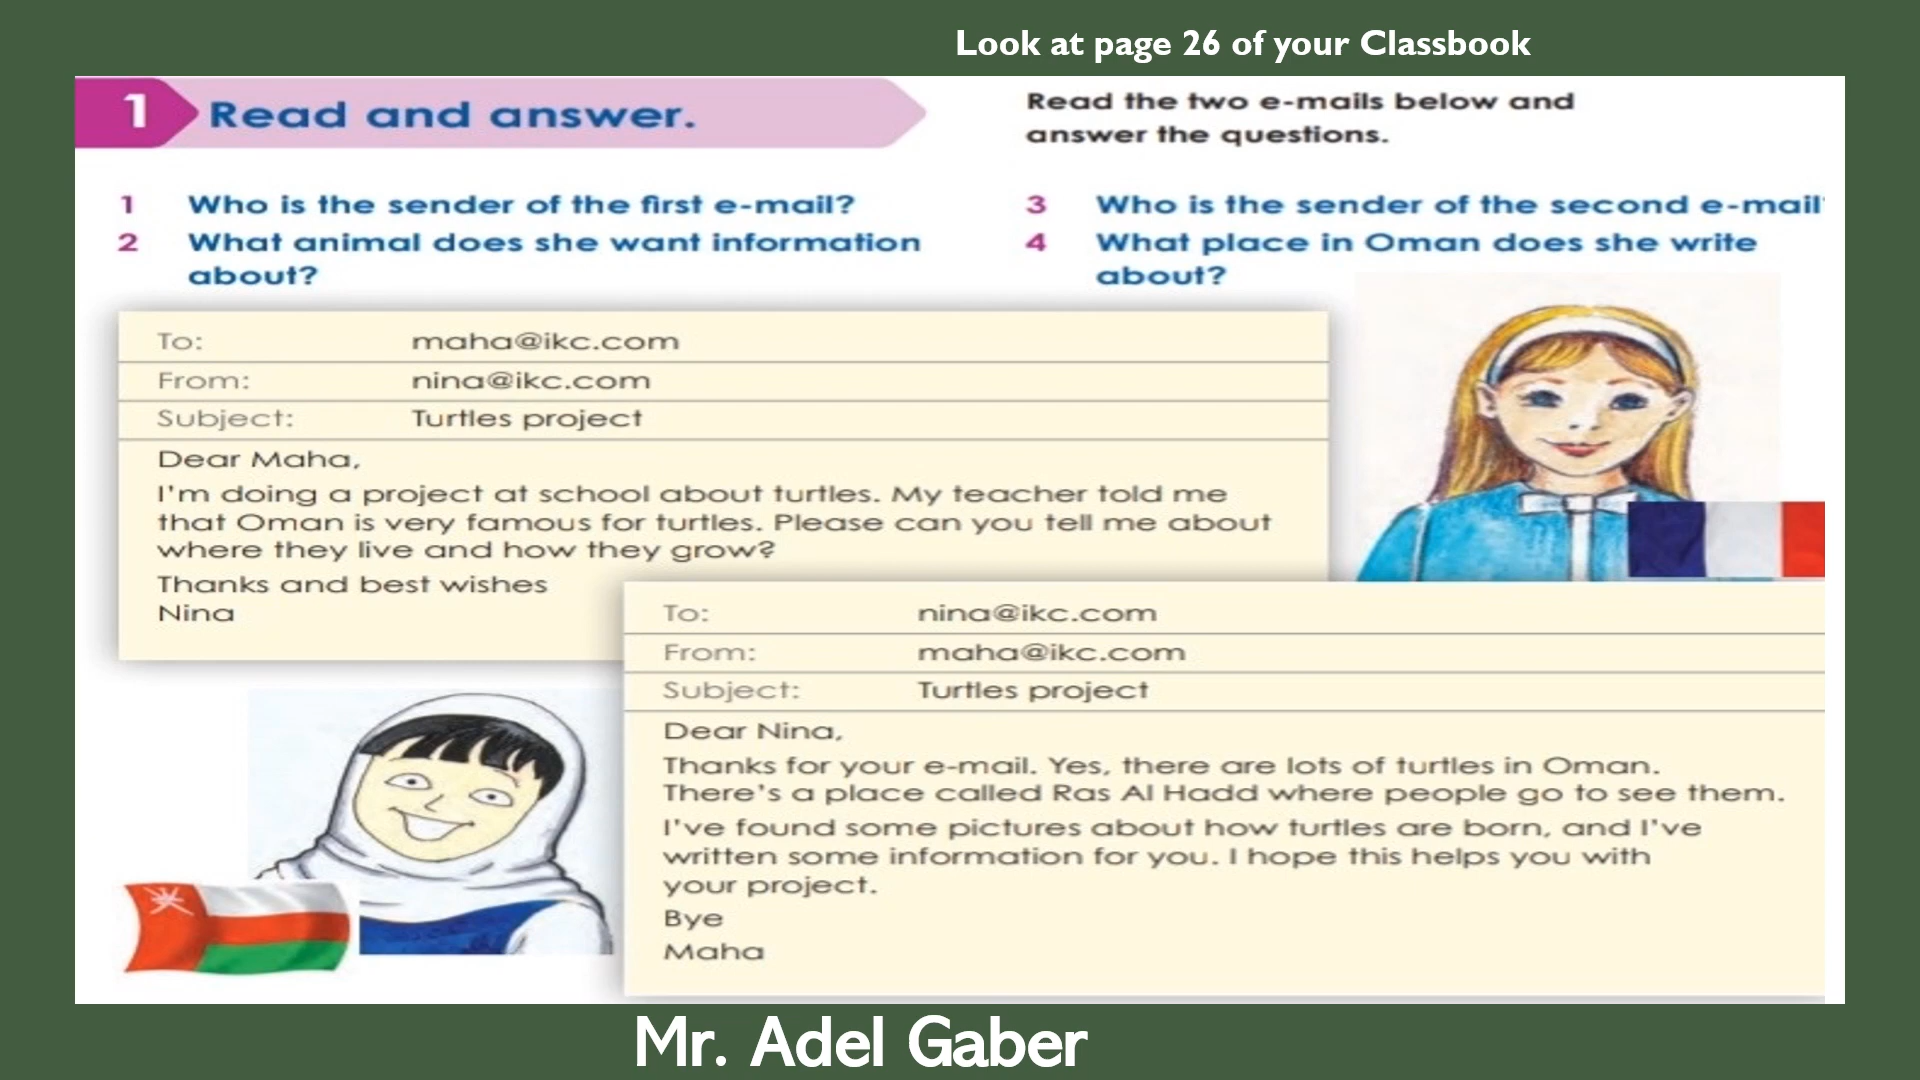 Look at page 26 of your Classbook
1 Read and answer.
Read the two e-mails below and
answer the questions.
1 Who is the sender of the first e-mail?
2 What animal does she want information
about?
3 Who is the sender of the second e-mail
4 What place in Oman does she write
about?
To: maha@ikc.com
From: nina@ikc.com
Subject: Turtles project
Dear Maha,
I'm doing a project at school about turtles. My teacher told me
that Oman is very famous for turtles. Please can you tell me about
where they live and how they grow?
Thanks and best wishes
Nina
To: nina@ikc.com
From: maha@ikc.com
Subject: Turtles project
Dear Nina,
Thanks for your e-mail. Yes, there are lots of turtles in Oman.
There's a place called Ras Al Hadd where people go to see them.
I've found some pictures about how turtles are born, and I've
written some information for you. I hope this helps you with
your project.
Bye
Maha
Mr. Adel Gaber